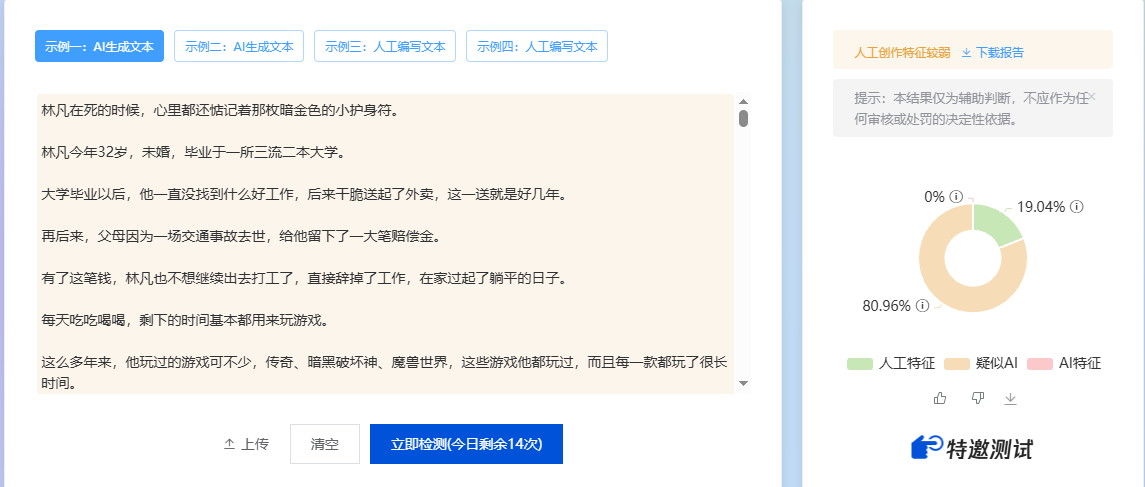 示例一：AI生成文本
示例二：AI生成文本
示例三：人工编写文本
示例四：人工编写文本
林凡在死的时候，心里都还惦记着那枚暗金色的小护身符。
林凡今年32岁，未婚，毕业于一所三流二本大学。
大学毕业以后，他一直没找到什么好工作，后来干脆送起了外卖，这一送就是好几年。
再后来，父母因为一场交通事故去世，给他留下了一大笔赔偿金。
有了这笔钱，林凡也不想继续出去打工了，直接辞掉了工作，在家过起了躺平的日子。
每天吃吃喝喝，剩下的时间基本都用来玩游戏。
这么多年来，他玩过的游戏可不少，传奇、暗黑破坏神、魔兽世界，这些游戏他都玩过，而且每一款都玩了很长
时间。
上传
清空
立即检测(今日剩余14次)
人工创作特征较弱 下载报告
提示：本结果仅为辅助判断，不应作为任
何审核或处罚的决定性依据。
0%
19.04%
80.96%
人工特征
疑似AI
AI特征
特邀测试